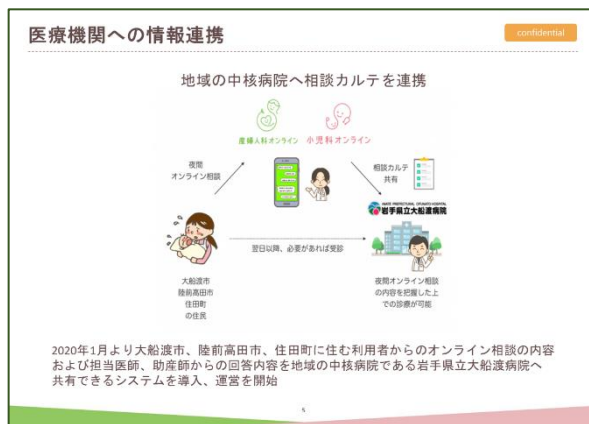 医療機関への情報連携
confidential
地域の中核病院へ相談カルテを連携
産婦人科オンライン 小児科オンライン
夜間
オンライン相談
相談カルテ
共有
IWATE PREFECTURAL OFUNATO HOSPITAL
岩手県立大船渡病院
翌日以降、必要があれば受診
大船渡市
陸前高田市
住田町
の住民
夜間オンライン相談
の内容を把握した上
での診療が可能
2020年1月より大船渡市、陸前高田市、住田町に住む利用者からのオンライン相談の内容
および担当医師、助産師からの回答内容を地域の中核病院である岩手県立大船渡病院へ
共有できるシステムを導入、運営を開始